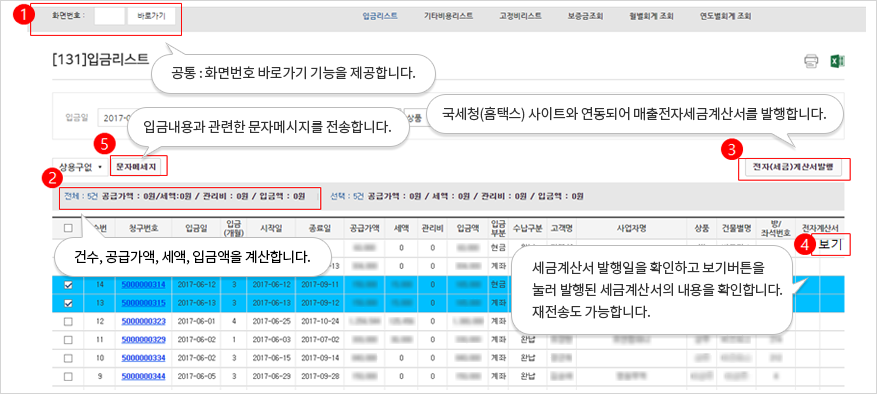 1
화면번호 : 바로가기 입금리스트 기타비용리스트 고정비리스트 보증금조회 월별회계 조회 연도별회계 조회
[131]입금리스트
공통 : 화면번호 바로가기 기능을 제공합니다.
입금일 2017-0 상품
입금내용과 관련한 문자메시지를 전송합니다.
국세청(홈택스) 사이트와 연동되어 매출전자세금계산서를 발행합니다.
5 3
상용구없 문자메세지 전자(세금)계산서발행
2
전체 : 5건 공급가액 : 0원/세액:0원 / 관리비 : 0원 / 입금액 : 0원 선택 : 5건 공급가액 : 0원 / 세액 : 0원 / 관리비 : 0원 / 입금액 : 0원
번 청구번호 입금일 입금(개월) 시작일 종료일 공급가액 세액 관리비 입금액 입금부분 수납구분 고객명 사업자명 상품 건물별명 방/좌석번호 전자계산서
0 0 현금
4 보기
건수, 공급가액, 세액, 입금액을 계산합니다.
-13 0 0 계좌
세금계산서 발행일을 확인하고 보기버튼을
눌러 발행된 세금계산서의 내용을 확인합니다.
재전송도 가능합니다.
14 5000000314 2017-06-12 3 2017-06-12 2017-09-11 0 현금
13 5000000315 2017-06-13 3 2017-06-13 2017-09-12 0 계좌
12 5000000323 2017-06-01 4 2017-06-25 2017-10-24 0 계좌
11 5000000329 2017-06-02 1 2017-06-03 2017-07-02 0 계좌 완납
10 5000000334 2017-06-02 3 2017-06-15 2017-09-14 0 0 계좌 완납
9 5000000344 2017-06-05 3 2017-06-29 2017-09-28 0 0 계좌 완납